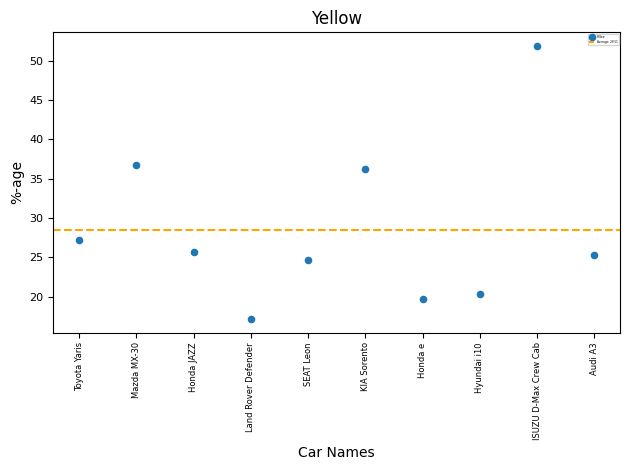 Yellow
%-age
50
45
40
35
30
25
20
Toyota Yaris
Mazda MX-30
Honda JAZZ
Land Rover Defender
SEAT Leon
KIA Sorento
Honda e
Hyundai i10
ISUZU D-Max Crew Cab
Audi A3
Car Names